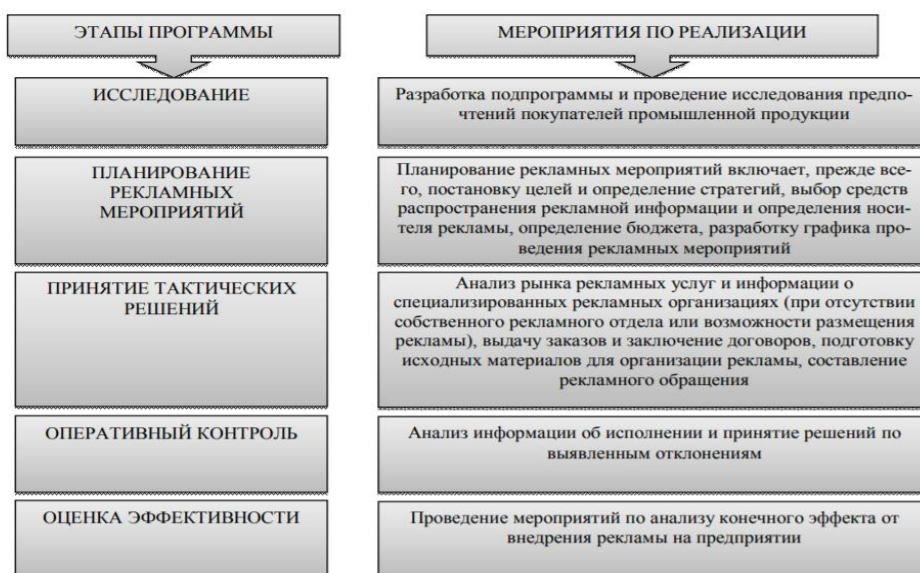 ЭТАПЫ ПРОГРАММЫ
МЕРОПРИЯТИЯ ПО РЕАЛИЗАЦИИ
ИССЛЕДОВАНИЕ
Разработка подпрограммы и проведение исследования предпо-
чтений покупателей промышленной продукции
ПЛАНИРОВАНИЕ
РЕКЛАМНЫХ
МЕРОПРИЯТИЙ
Планирование рекламных мероприятий включает, прежде все-
го, постановку целей и определение стратегий, выбор средств
распространения рекламной информации и определения носи-
теля рекламы, определение бюджета, разработку графика про-
ведения рекламных мероприятий
ПРИНЯТИЕ ТАКТИЧЕСКИХ
РЕШЕНИЙ
Анализ рынка рекламных услуг и информации о
специализированных рекламных организациях (при отсутствии
собственного рекламного отдела или возможности размещения
рекламы), выдачу заказов и заключение договоров, подготовку
исходных материалов для организации рекламы, составление
рекламного обращения
ОПЕРАТИВНЫЙ КОНТРОЛЬ
Анализ информации об исполнении и принятие решений по
выявленным отклонениям
ОЦЕНКА ЭФФЕКТИВНОСТИ
Проведение мероприятий по анализу конечного эффекта от
внедрения рекламы на предприятии